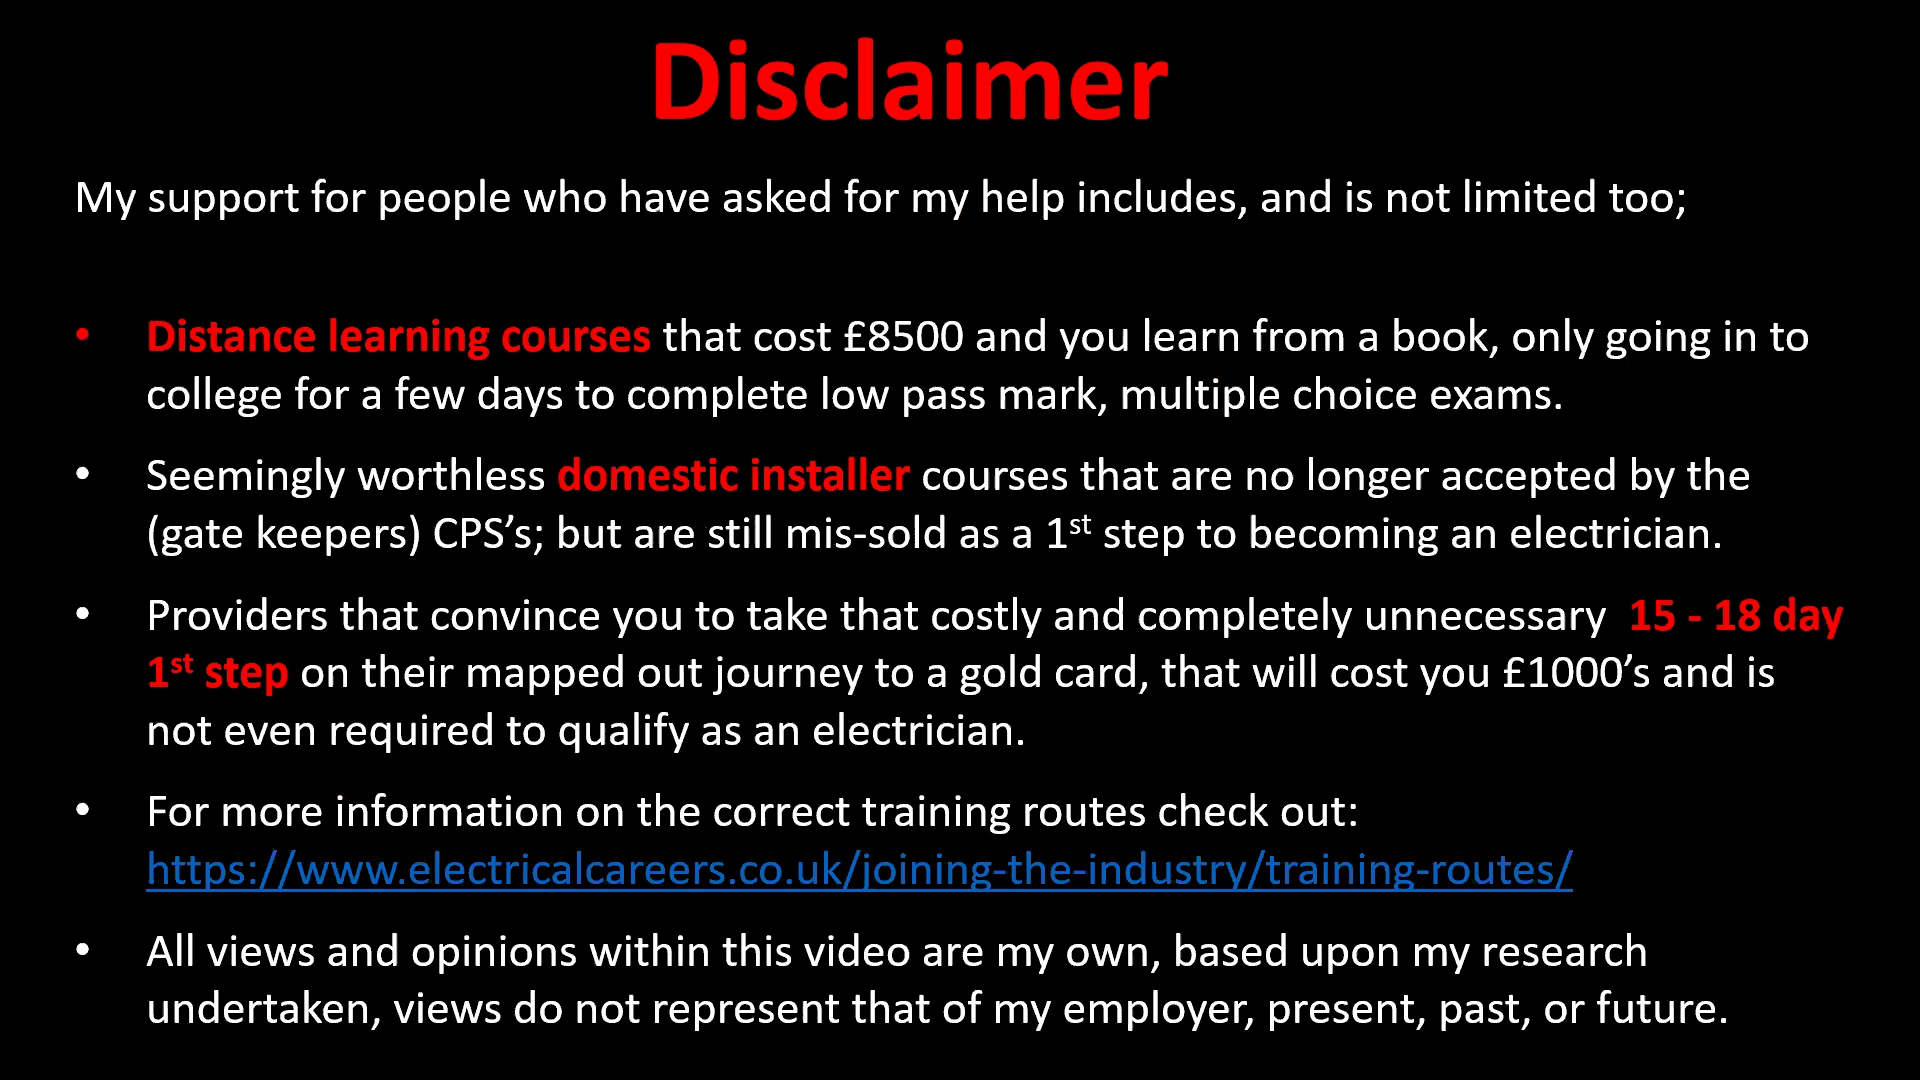 Disclaimer
My support for people who have asked for my help includes, and is not limited too;
• Distance learning courses that cost £8500 and you learn from a book, only going in to
college for a few days to complete low pass mark, multiple choice exams.
• Seemingly worthless domestic installer courses that are no longer accepted by the
(gate keepers) CPS’s; but are still mis-sold as a 1st step to becoming an electrician.
• Providers that convince you to take that costly and completely unnecessary 15 - 18 day
1st step on their mapped out journey to a gold card, that will cost you £1000’s and is
not even required to qualify as an electrician.
• For more information on the correct training routes check out:
https://www.electricalcareers.co.uk/joining-the-industry/training-routes/
• All views and opinions within this video are my own, based upon my research
undertaken, views do not represent that of my employer, present, past, or future.